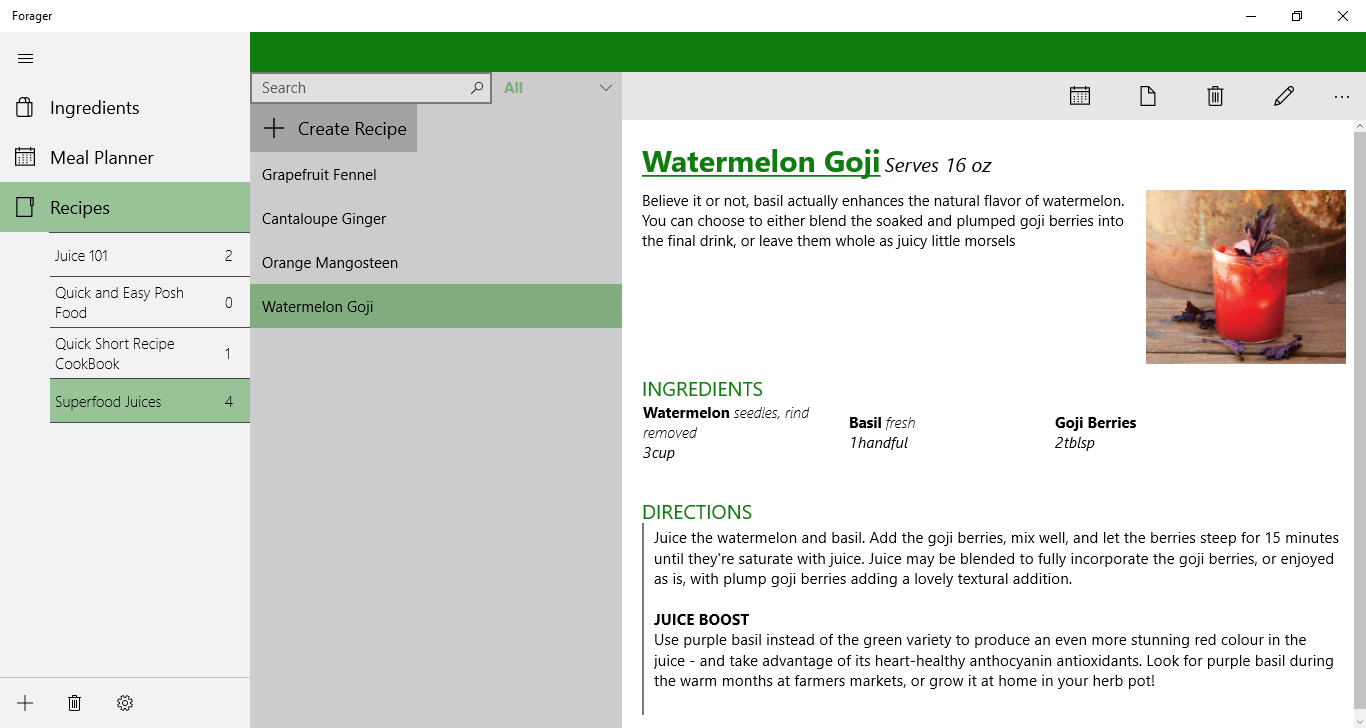 Forager
Ingredients
Meal Planner
Recipes
Juice 101 2
Quick and Easy Posh
Food 0
Quick Short Recipe
CookBook 1
Superfood Juices 4
Search All
Create Recipe
Grapefruit Fennel
Cantaloupe Ginger
Orange Mangosteen
Watermelon Goji
Watermelon Goji Serves 16 oz
Believe it or not, basil actually enhances the natural flavor of watermelon.
You can choose to either blend the soaked and plumped goji berries into
the final drink, or leave them whole as juicy little morsels
INGREDIENTS
Watermelon seedles, rind
removed
3cup
Basil fresh
1handful
Goji Berries
2tblsp
DIRECTIONS
Juice the watermelon and basil. Add the goji berries, mix well, and let the berries steep for 15 minutes
until they're saturate with juice. Juice may be blended to fully incorporate the goji berries, or enjoyed
as is, with plump goji berries adding a lovely textural addition.
JUICE BOOST
Use purple basil instead of the green variety to produce an even more stunning red colour in the
juice - and take advantage of its heart-healthy anthocyanin antioxidants. Look for purple basil during
the warm months at farmers markets, or grow it at home in your herb pot!